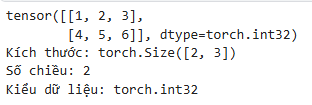 tensor([[1, 2, 3],
        [4, 5, 6]], dtype=torch.int32)
Kích thước: torch.Size([2, 3])
Số chiều: 2
Kiểu dữ liệu: torch.int32